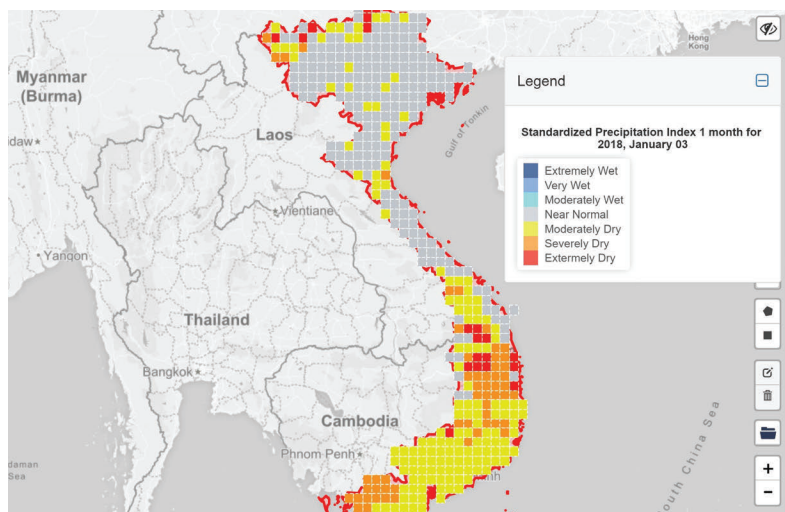 Hong
Kong
Myanmar
(Burma)
Legend
Laos
Gulf of Tonkin
Standardized Precipitation Index 1 month for
2018, January 03
daw
Extremely Wet
Very Wet
Moderately Wet
Near Normal
Moderately Dry
Severely Dry
Extermely Dry
Vientiane
Yangon
Thailand
Bangkok
Cambodia
Phnom Penh
daman
Sea
inh
outh China Sea